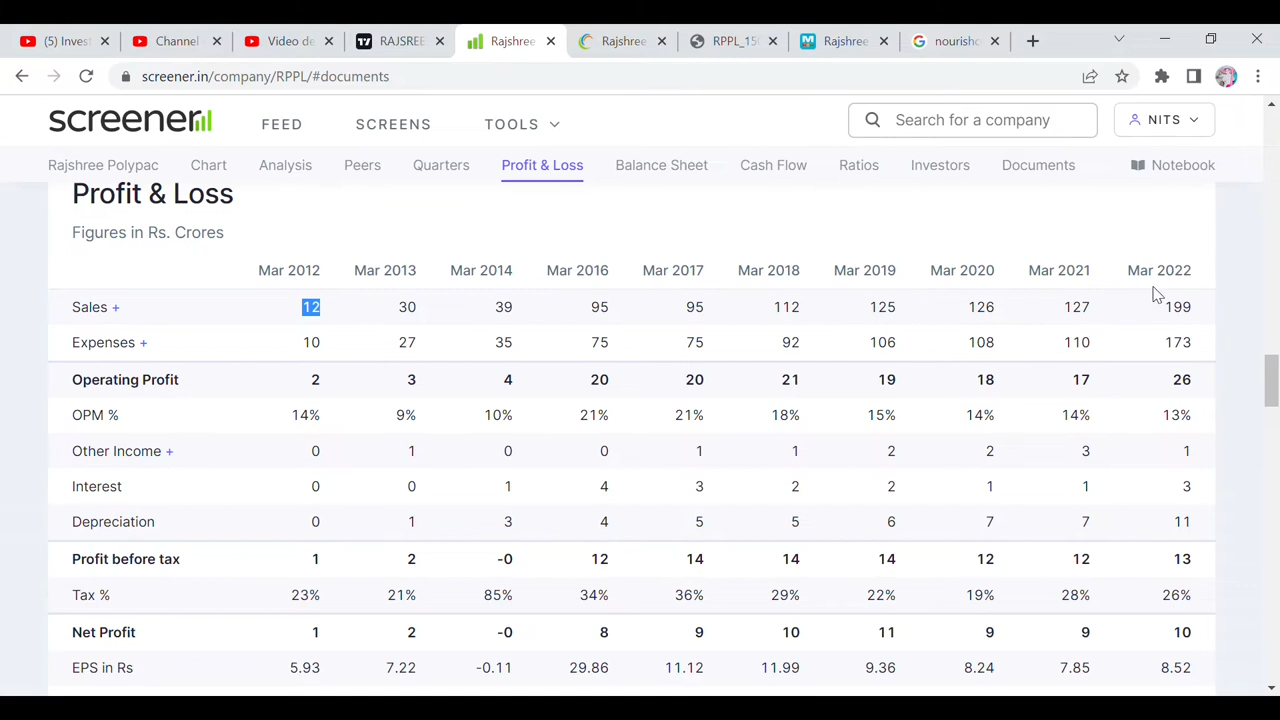 (5) Invest Channel Video de RAJSREE Rajshree Rajshree RPPL_15 Rajshree nourishc
screener.in/company/RPPL/#documents
screener FEED SCREENS TOOLS Search for a company NITS
Rajshree Polypac Chart Analysis Peers Quarters Profit & Loss Balance Sheet Cash Flow Ratios Investors Documents Notebook
Profit & Loss
Figures in Rs. Crores
Mar 2012 Mar 2013 Mar 2014 Mar 2016 Mar 2017 Mar 2018 Mar 2019 Mar 2020 Mar 2021 Mar 2022
Sales + 12 30 39 95 95 112 125 126 127 199
Expenses + 10 27 35 75 75 92 106 108 110 173
Operating Profit 2 3 4 20 20 21 19 18 17 26
OPM % 14% 9% 10% 21% 21% 18% 15% 14% 14% 13%
Other Income + 0 1 0 0 1 1 2 2 3 1
Interest 0 0 1 4 3 2 2 1 1 3
Depreciation 0 1 3 4 5 5 6 7 7 11
Profit before tax 1 2 -0 12 14 14 14 12 12 13
Tax % 23% 21% 85% 34% 36% 29% 22% 19% 28% 26%
Net Profit 1 2 -0 8 9 10 11 9 9 10
EPS in Rs 5.93 7.22 -0.11 29.86 11.12 11.99 9.36 8.24 7.85 8.52